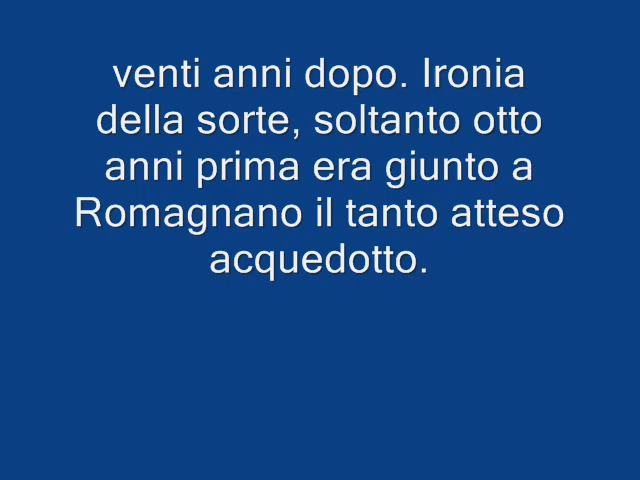 venti anni dopo. Ironia
della sorte, soltanto otto
anni prima era giunto a
Romagnano il tanto atteso
acquedotto.